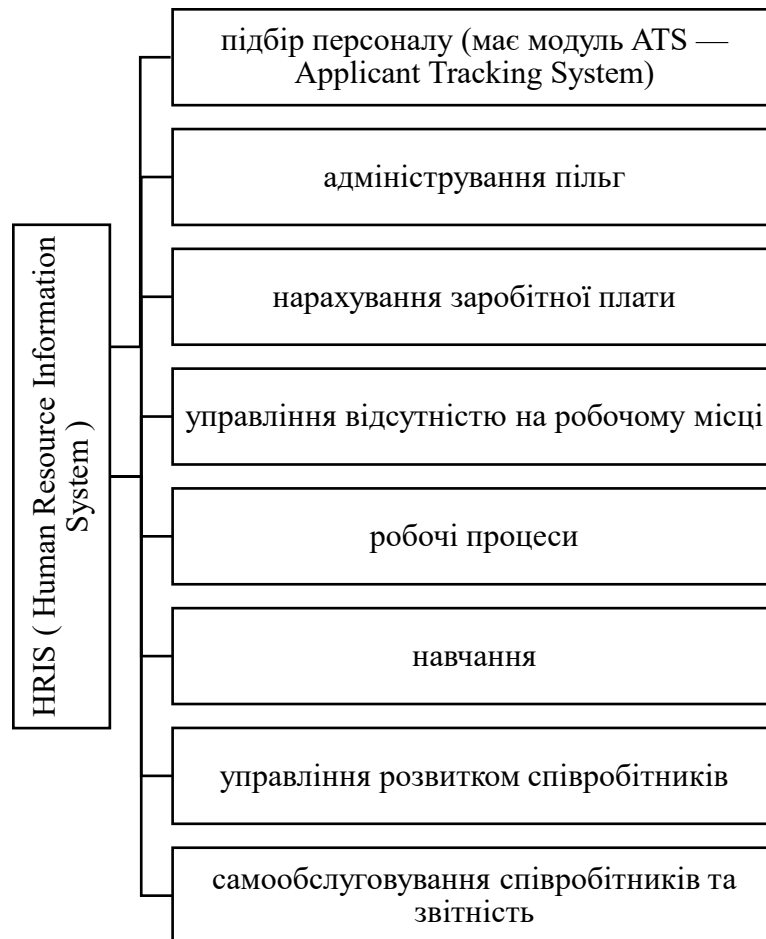 HRIS ( Human Resource Information
System )
підбір персоналу (має модуль ATS —
Applicant Tracking System)
адміністрування пільг
нарахування заробітної плати
управління відсутністю на робочому місці
робочі процеси
навчання
управління розвитком співробітників
самообслуговування співробітників та
звітність